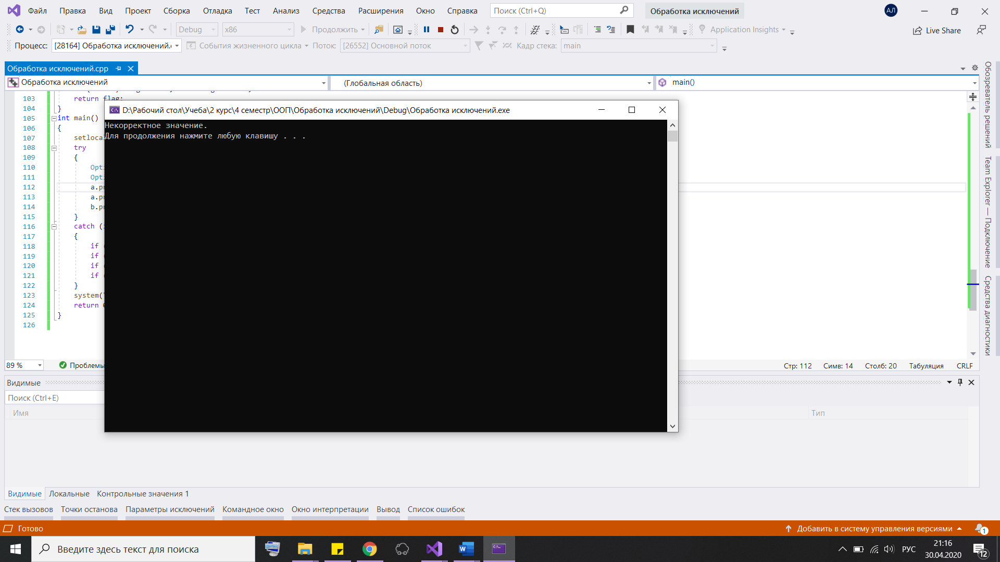 Файл Правка Вид Проект Сборка Отладка Тест Анализ Средства Расширения Окно Справка Поиск (Ctrl+Q) Обработка исключений АЛ
Debug x86 Продолжить Application Insights Live Share
Процесс: [28164] Обработка исключений. События жизненного цикла Поток: [26552] Основной поток Кадр стека: main
Обработка исключений.cpp
Обработка исключений (Глобальная область) main()
103 return flag;
104 }
D:\Рабочий стол\Учеба\2 курс\4 семестр\ООП\Обработка исключений\Debug\Обработка исключений.exe
105 int main()
Некорректное значение.
106 {
Для продолжения нажмите любую клавишу . . .
107 setloca
108 try
109 {
110 Opt
111 Opt
112 a.p
113 a.p
114 b.p
115 }
116 catch (
117 {
118 if
119 if
120 if
121 if
122 }
123 system(
124 return
125 }
126
89 % Проблемы Стр: 112 Симв: 14 Столб: 20 Табуляция CRLF
Видимые
Поиск (Ctrl+E)
Имя Тип
Видимые Локальные Контрольные значения 1
Стек вызовов Точки останова Параметры исключений Командное окно Окно интерпретации Вывод Список ошибок
Обозреватель решений
Team Explorer — Подключение
Средства диагностики
Готово Добавить в систему управления версиями 1
Введите здесь текст для поиска РУС 21:16
30.04.2020 12